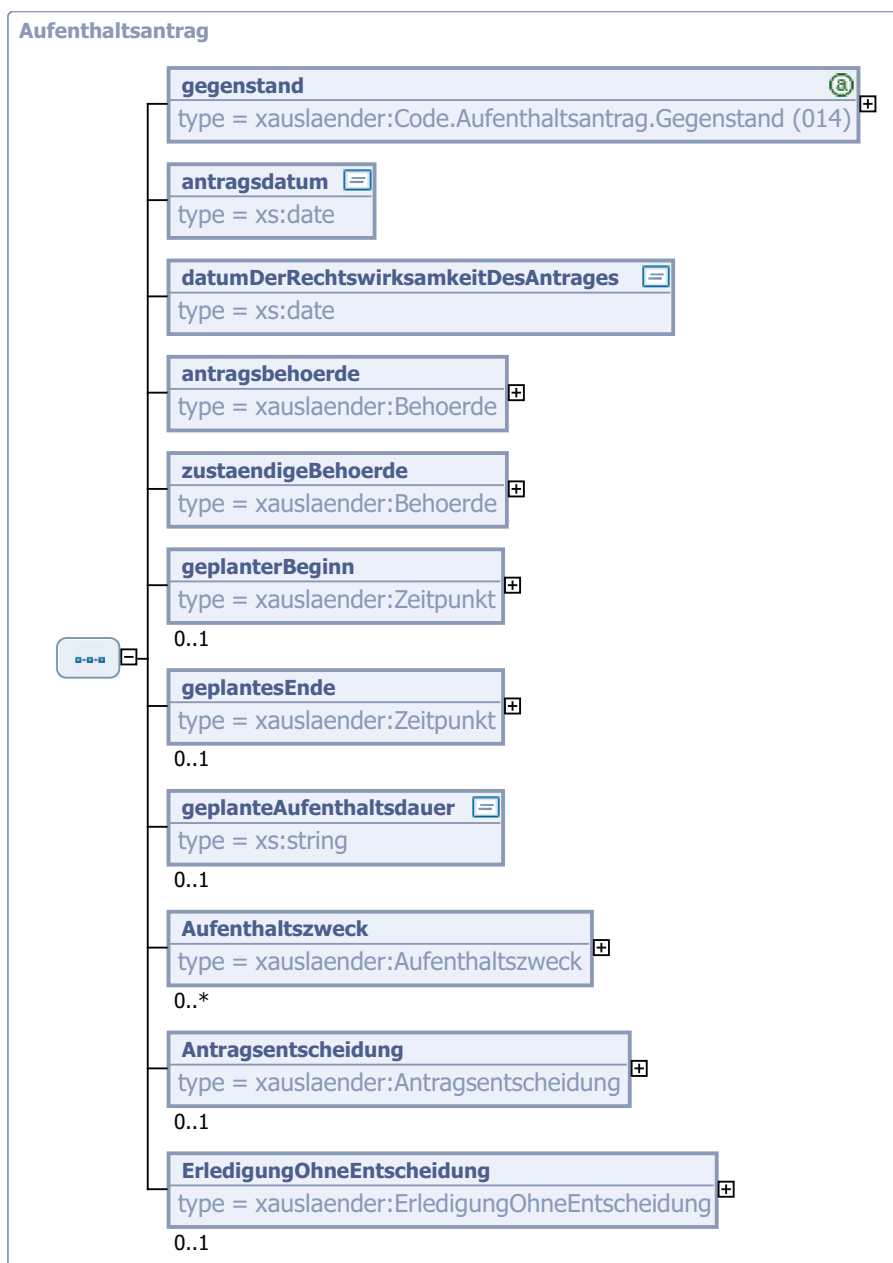 Aufenthaltsantrag
gegenstand
type = xauslaender:Code.Aufenthaltsantrag.Gegenstand (014)
antragsdatum
type = xs:date
datumDerRechtswirksamkeitDesAntrages
type = xs:date
antragsbehoerde
type = xauslaender:Behoerde
zustaendigeBehoerde
type = xauslaender:Behoerde
geplanterBeginn
type = xauslaender:Zeitpunkt
0..1
geplantesEnde
type = xauslaender:Zeitpunkt
0..1
geplanteAufenthaltsdauer
type = xs:string
0..1
Aufenthaltszweck
type = xauslaender:Aufenthaltszweck
0..*
Antragsentscheidung
type = xauslaender:Antragsentscheidung
0..1
ErledigungOhneEntscheidung
type = xauslaender:ErledigungOhneEntscheidung
0..1